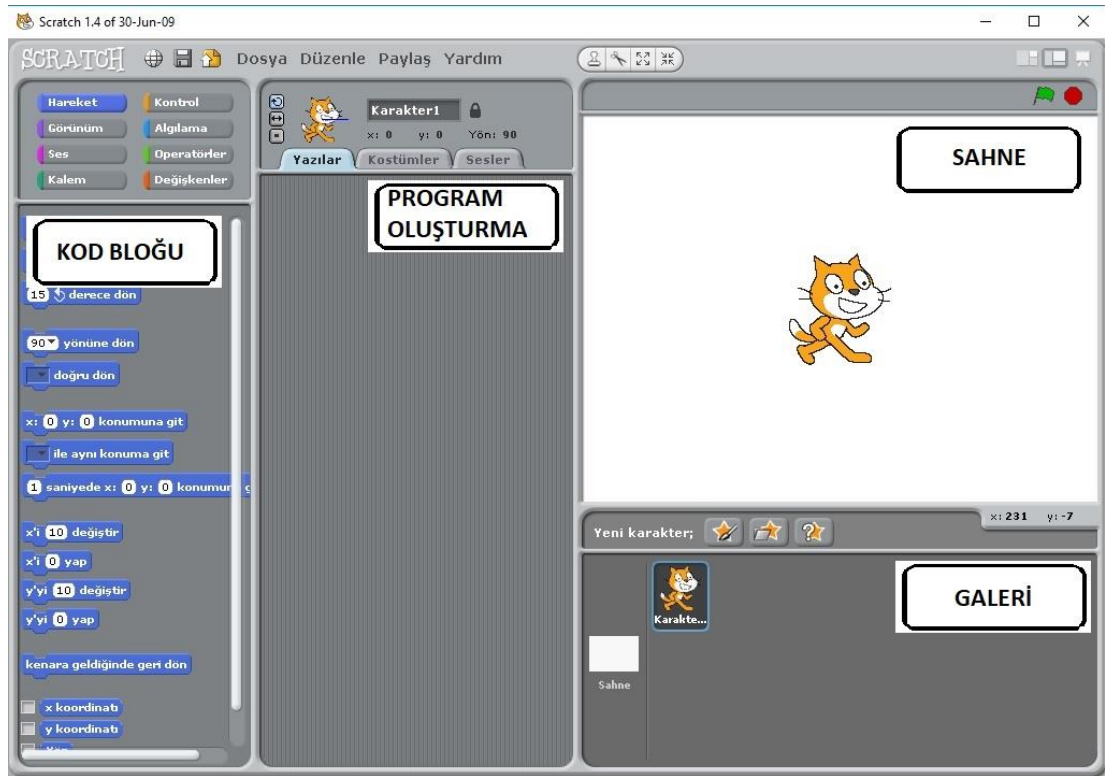 Scratch 1.4 of 30-Jun-09
SCRATCH Dosya Düzenle Paylaş Yardım
Hareket Kontrol
Görünüm Algılama
Ses Operatörler
Kalem Değişkenler
Karakter1
x: 0 y: 0 Yön: 90
Yazılar Kostümler Sesler
KOD BLOĞU
15 derece dön
90 yönüne dön
doğru dön
x: 0 y: 0 konumuna git
ile aynı konuma git
1 saniyede x: 0 y: 0 konumun
x'i 10 değiştir
x'i 0 yap
y'yi 10 değiştir
y'yi 0 yap
kenara geldiğinde geri dön
x koordinatı
y koordinatı
PROGRAM
OLUŞTURMA
SAHNE
x: 231 y: -7
Yeni karakter;
Karakte...
Sahne
GALERİ